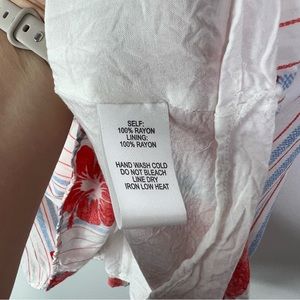 SELF:
100% RAYON
LINING:
100% RAYON
HAND WASH COLD
DO NOT BLEACH
LINE DRY
IRON LOW HEAT